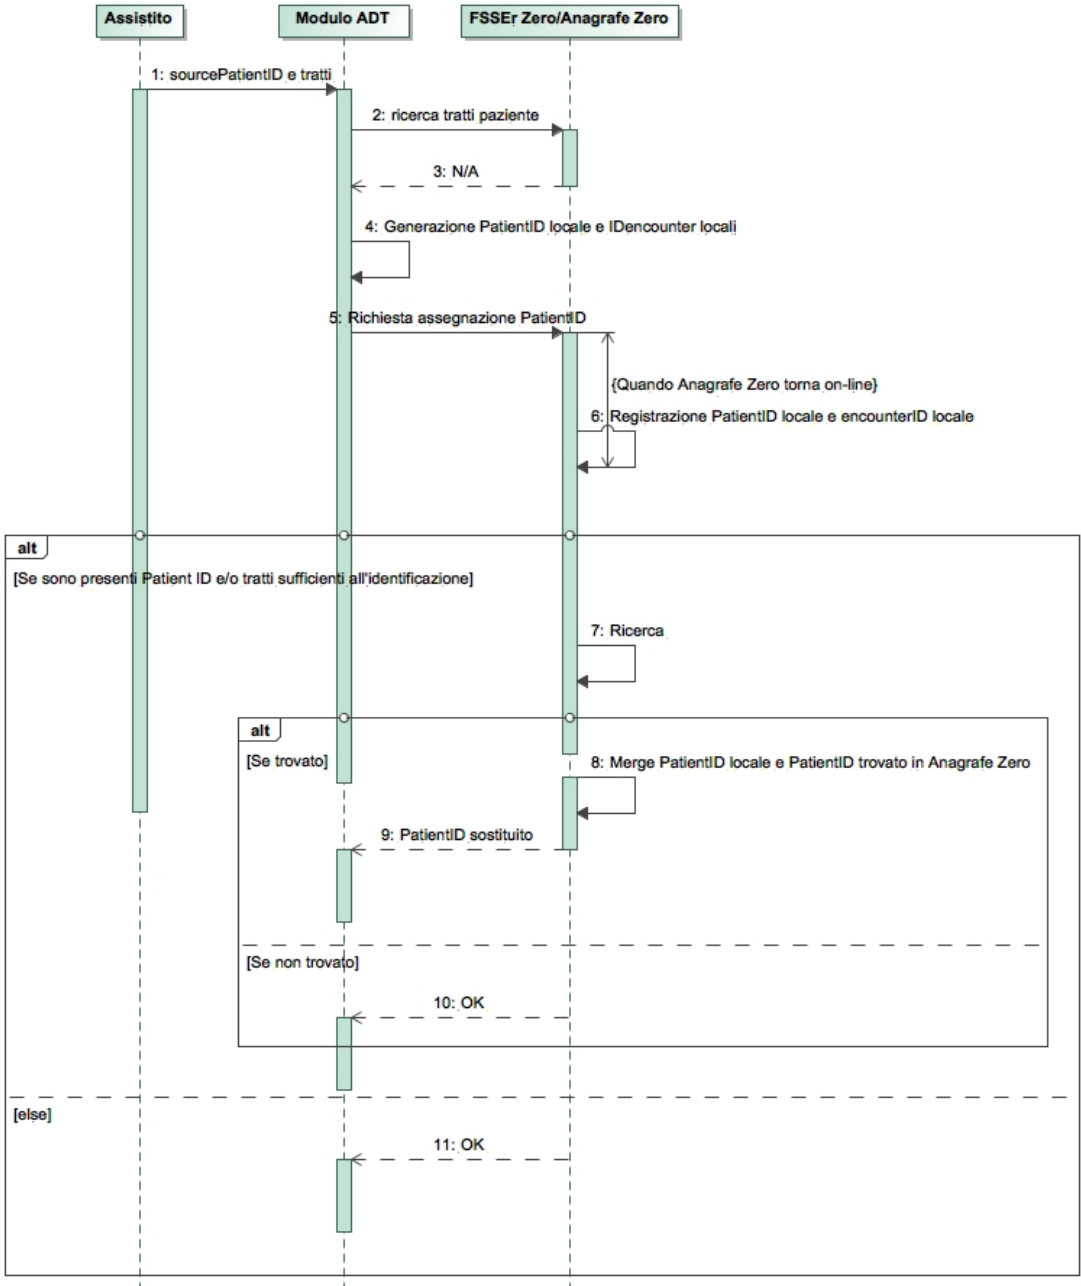 Assistito
Modulo ADT
FSSEr Zero/Anagrafe Zero
1: sourcePatientID e tratti
2: ricerca tratti paziente
3: N/A
4: Generazione PatientID locale e IDencounter locali
5: Richiesta assegnazione PatientID
{Quando Anagrafe Zero torna on-line}
6: Registrazione PatientID locale e encounterID locale
alt
[Se sono presenti Patient ID e/o tratti sufficienti all'identificazione]
7: Ricerca
alt
[Se trovato]
8: Merge PatientID locale e PatientID trovato in Anagrafe Zero
9: PatientID sostituito
[Se non trovato]
10: OK
[else]
11: OK